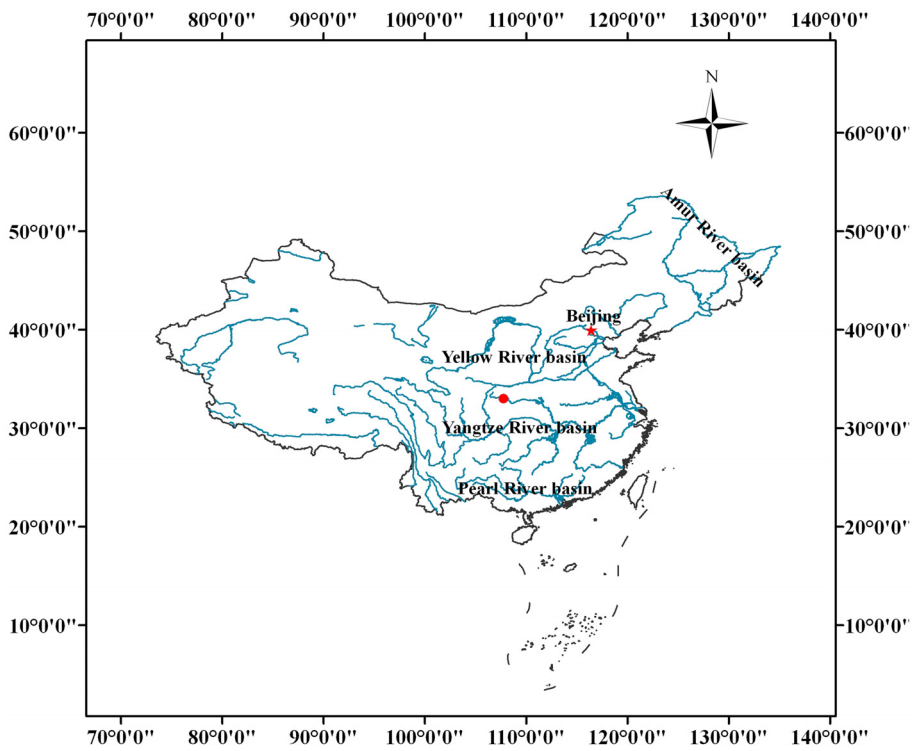 70°0'0" 80°0'0" 90°0'0" 100°0'0" 110°0'0" 120°0'0" 130°0'0" 140°0'0"
N
60°0'0" 60°0'0"
Amur River basin
50°0'0" 50°0'0"
Beijing
40°0'0" 40°0'0"
Yellow River basin
30°0'0" 30°0'0"
Yangtze River basin
Pearl River basin
20°0'0" 20°0'0"
10°0'0" 10°0'0"
70°0'0" 80°0'0" 90°0'0" 100°0'0" 110°0'0" 120°0'0" 130°0'0" 140°0'0"